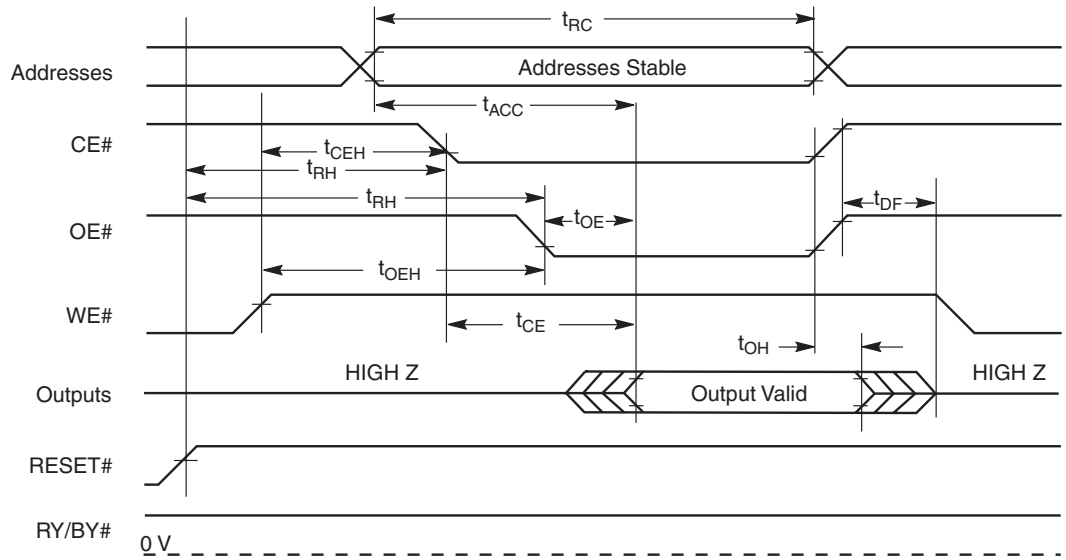 tRC
Addresses
Addresses Stable
tACC
CE#
tCEH
tRH
tRH
tDF
OE#
tOE
tOEH
WE#
tCE
tOH
HIGH Z
HIGH Z
Outputs
Output Valid
RESET#
RY/BY#
0 V